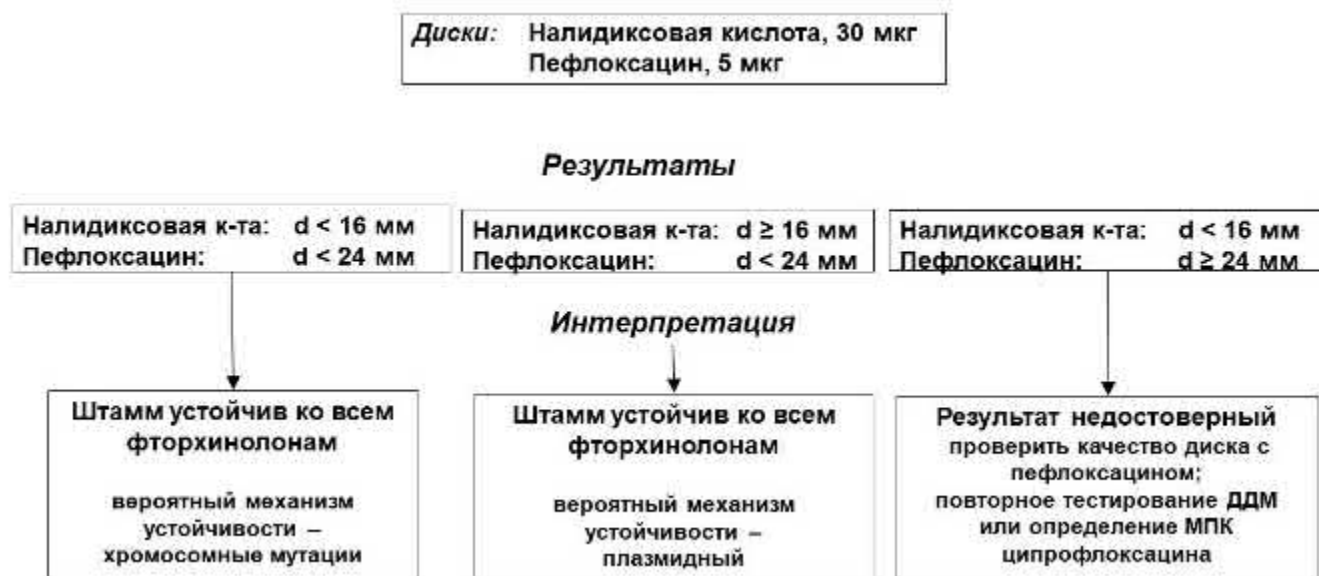 Диски: Налидиксовая кислота, 30 мкг
Пефлоксацин, 5 мкг
Результаты
Налидиксовая к-та: d < 16 мм
Пефлоксацин: d < 24 мм
Налидиксовая к-та: d ≥ 16 мм
Пефлоксацин: d < 24 мм
Налидиксовая к-та: d < 16 мм
Пефлоксацин: d ≥ 24 мм
Интерпретация
Штамм устойчив ко всем
фторхинолонам
вероятный механизм
устойчивости –
хромосомные мутации
Штамм устойчив ко всем
фторхинолонам
вероятный механизм
устойчивости –
плазмидный
Результат недостоверный
проверить качество диска с
пефлоксацином;
повторное тестирование ДДМ
или определение МПК
ципрофлоксацина